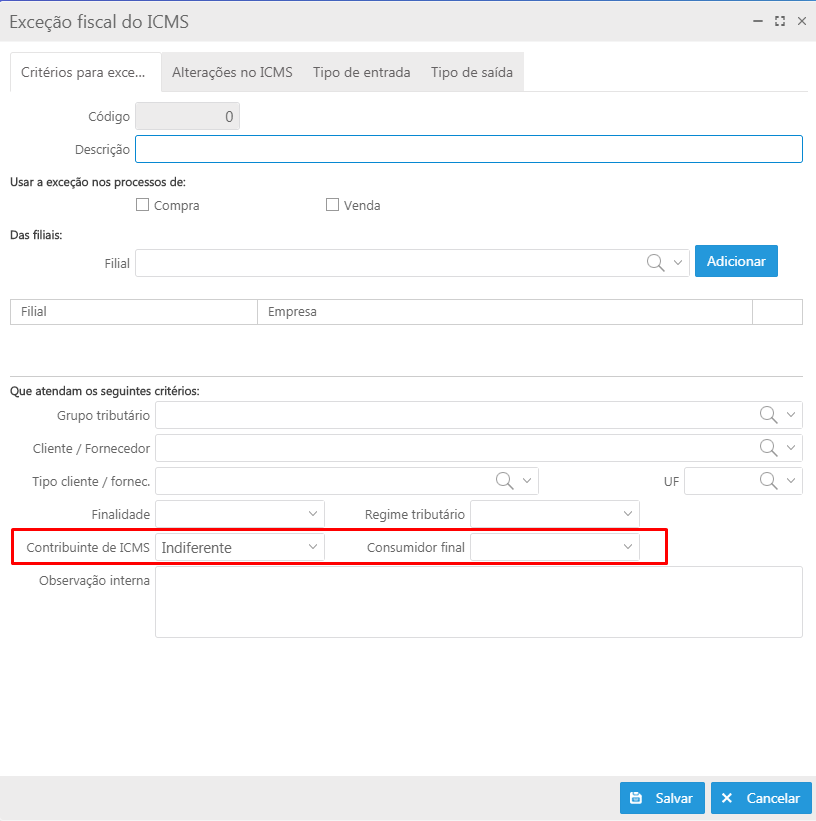 Exceção fiscal do ICMS
Critérios para exce... Alterações no ICMS Tipo de entrada Tipo de saída
Código 0
Descrição
Usar a exceção nos processos de:
Compra Venda
Das filiais:
Filial Adicionar
Filial Empresa
Que atendam os seguintes critérios:
Grupo tributário
Cliente / Fornecedor
Tipo cliente / fornec. UF
Finalidade Regime tributário
Contribuinte de ICMS Indiferente Consumidor final
Observação interna
Salvar Cancelar